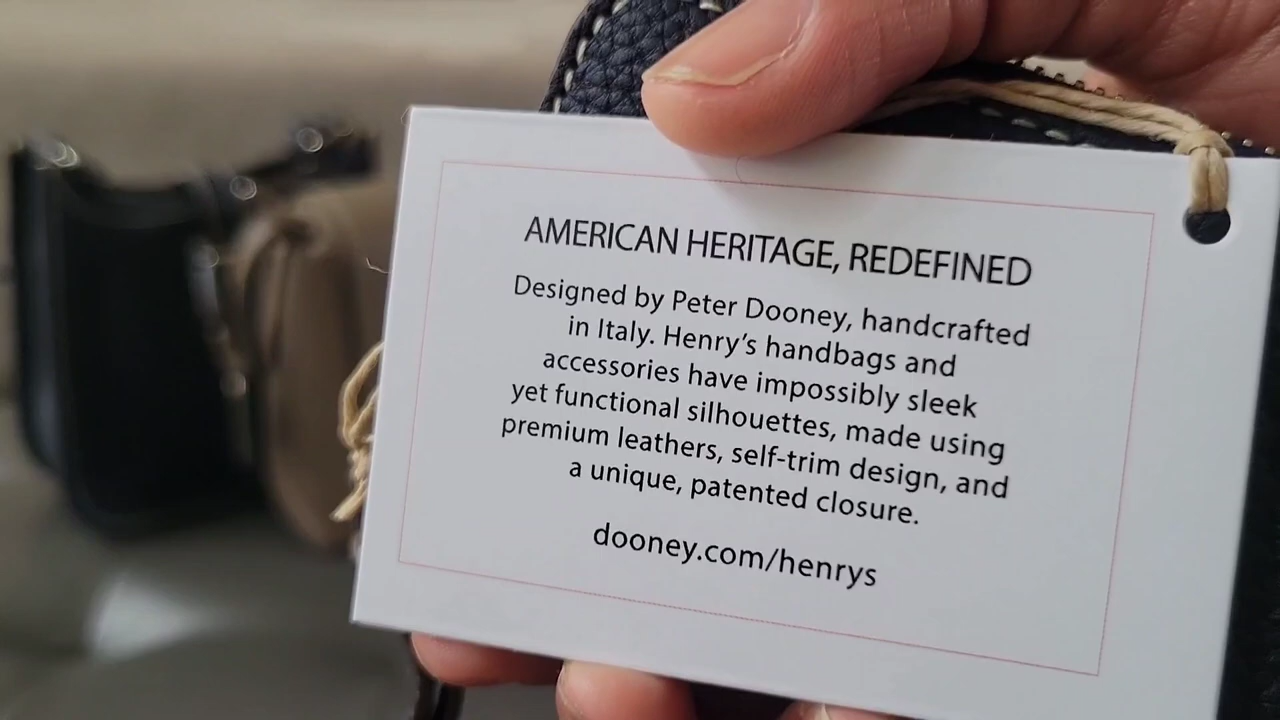 AMERICAN HERITAGE, REDEFINED
Designed by Peter Dooney, handcrafted
in Italy. Henry's handbags and
accessories have impossibly sleek
yet functional silhouettes, made using
premium leathers, self-trim design, and
a unique, patented closure.
dooney.com/henrys